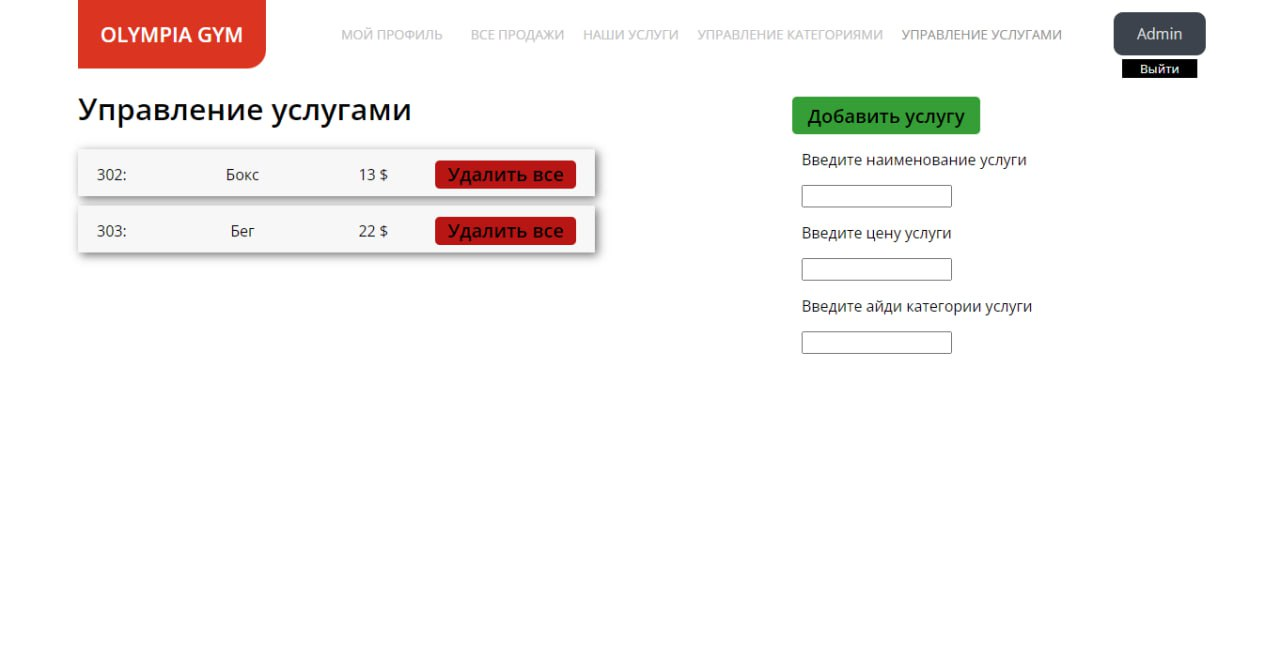 OLYMPIA GYM
МОЙ ПРОФИЛЬ ВСЕ ПРОДАЖИ НАШИ УСЛУГИ УПРАВЛЕНИЕ КАТЕГОРИЯМИ УПРАВЛЕНИЕ УСЛУГАМИ
Admin
Выйти
Управление услугами
302: Бокс 13 $ Удалить все
303: Бег 22 $ Удалить все
Добавить услугу
Введите наименование услуги
Введите цену услуги
Введите айди категории услуги